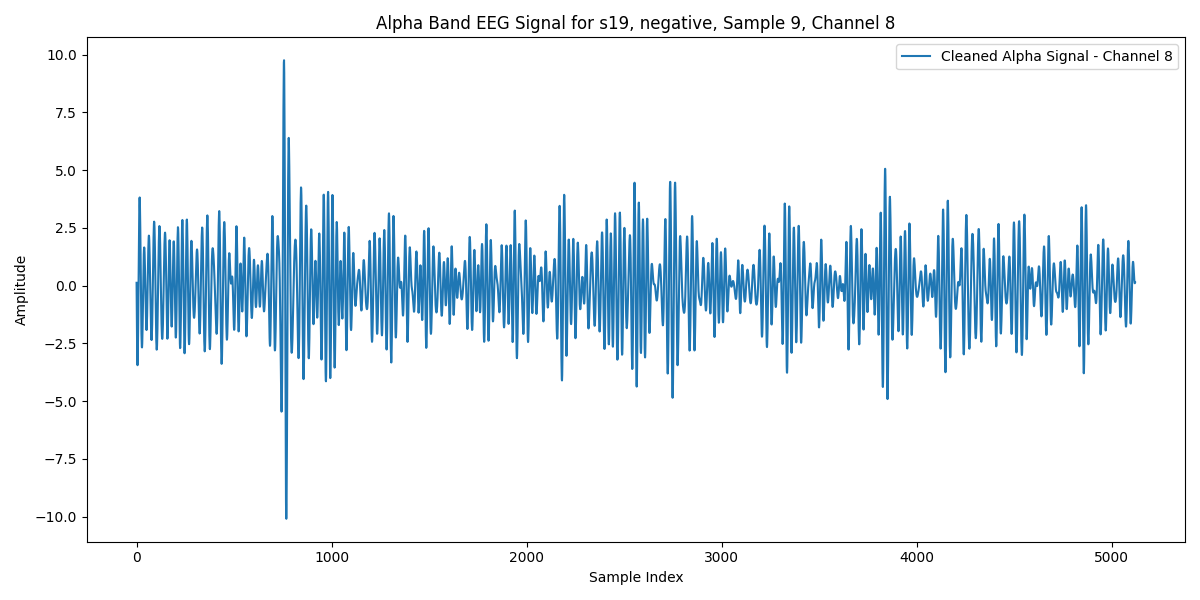 Alpha Band EEG Signal for s19, negative, Sample 9, Channel 8
Cleaned Alpha Signal - Channel 8
10.0
7.5
5.0
2.5
0.0
−2.5
−5.0
−7.5
−10.0
Amplitude
0 1000 2000 3000 4000 5000
Sample Index